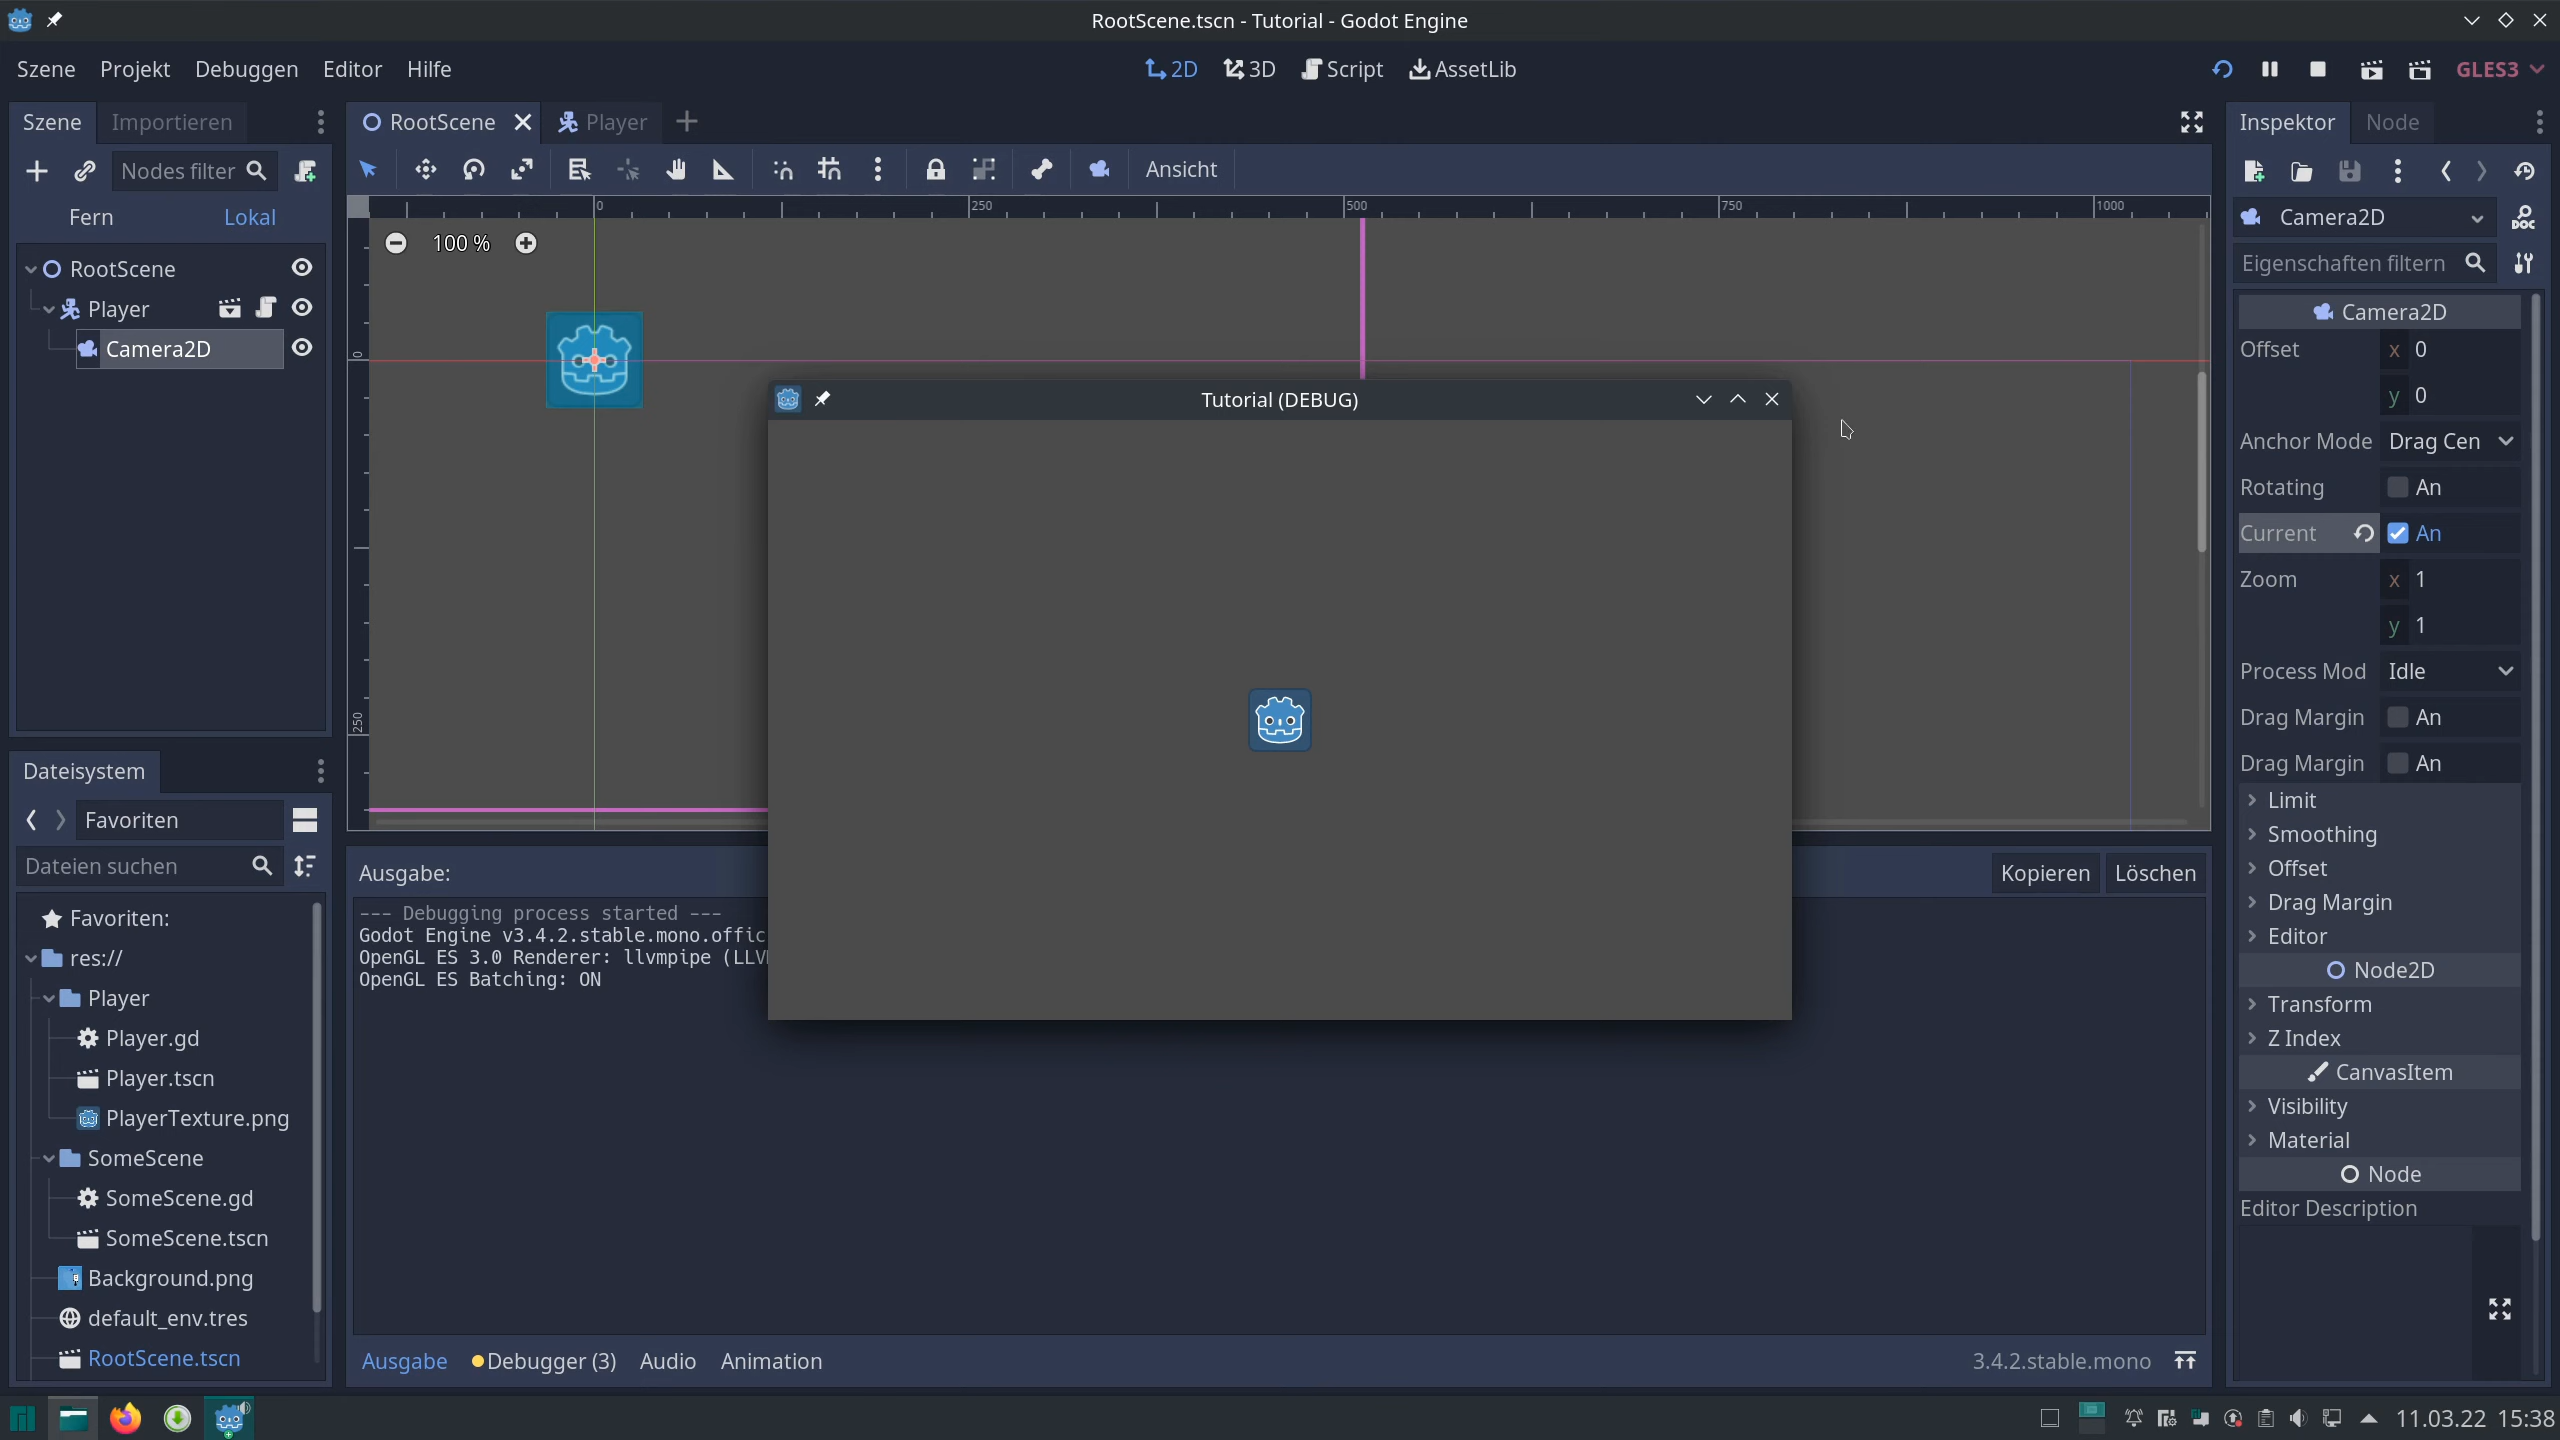 RootScene.tscn - Tutorial - Godot Engine
Szene Projekt Debuggen Editor Hilfe
2D 3D Script AssetLib
GLES3
Szene Importieren
Nodes filter
Fern Lokal
RootScene
Player
Camera2D
Dateisystem
Favoriten
Dateien suchen
Favoriten:
res://
Player
Player.gd
Player.tscn
PlayerTexture.png
SomeScene
SomeScene.gd
SomeScene.tscn
Background.png
default_env.tres
RootScene.tscn
RootScene Player
Ansicht
0 250 500 750 1000
0
250
100 %
Tutorial (DEBUG)
Ausgabe:
Kopieren Löschen
--- Debugging process started ---
Godot Engine v3.4.2.stable.mono.offic
OpenGL ES 3.0 Renderer: llvmpipe (LLV
OpenGL ES Batching: ON
Ausgabe Debugger (3) Audio Animation
3.4.2.stable.mono
Inspektor Node
Camera2D
DOC
Eigenschaften filtern
Camera2D
Offset x 0
y 0
Anchor Mode Drag Cen
Rotating An
Current An
Zoom x 1
y 1
Process Mod Idle
Drag Margin An
Drag Margin An
Limit
Smoothing
Offset
Drag Margin
Editor
Node2D
Transform
Z Index
CanvasItem
Visibility
Material
Node
Editor Description
11.03.22 15:38